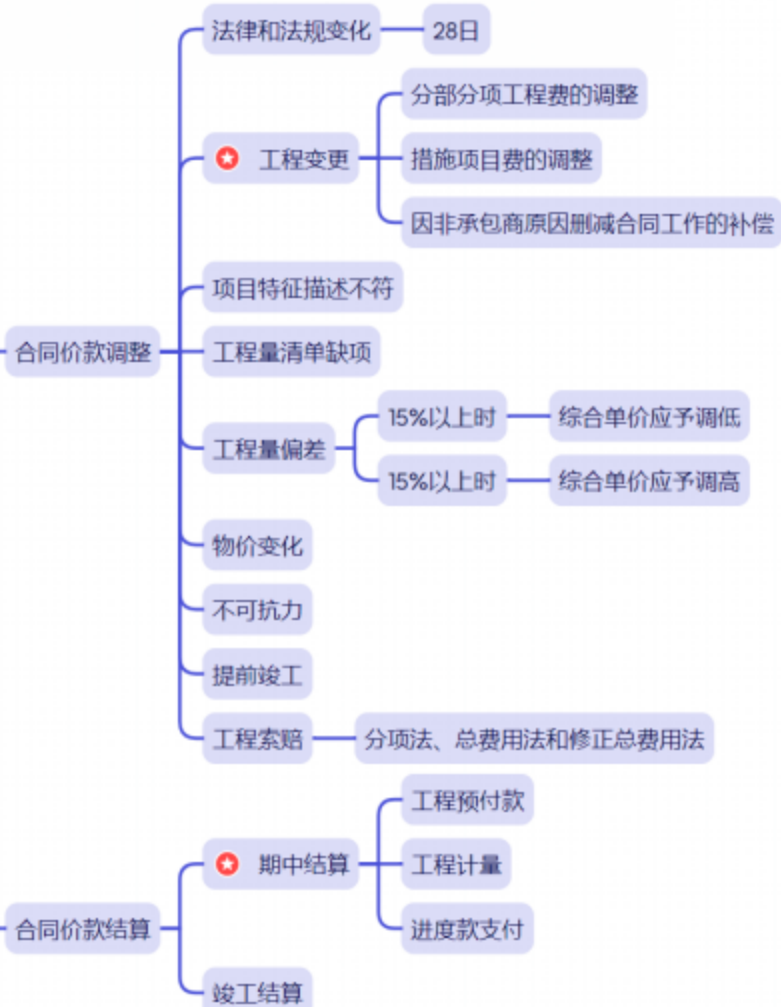 法律和法规变化
28日
分部分项工程费的调整
工程变更
措施项目费的调整
因非承包商原因删减合同工作的补偿
项目特征描述不符
合同价款调整
工程量清单缺项
15%以上时
综合单价应予调低
工程量偏差
15%以上时
综合单价应予调高
物价变化
不可抗力
提前竣工
工程索赔
分项法、总费用法和修正总费用法
工程预付款
期中结算
工程计量
合同价款结算
进度款支付
竣工结算